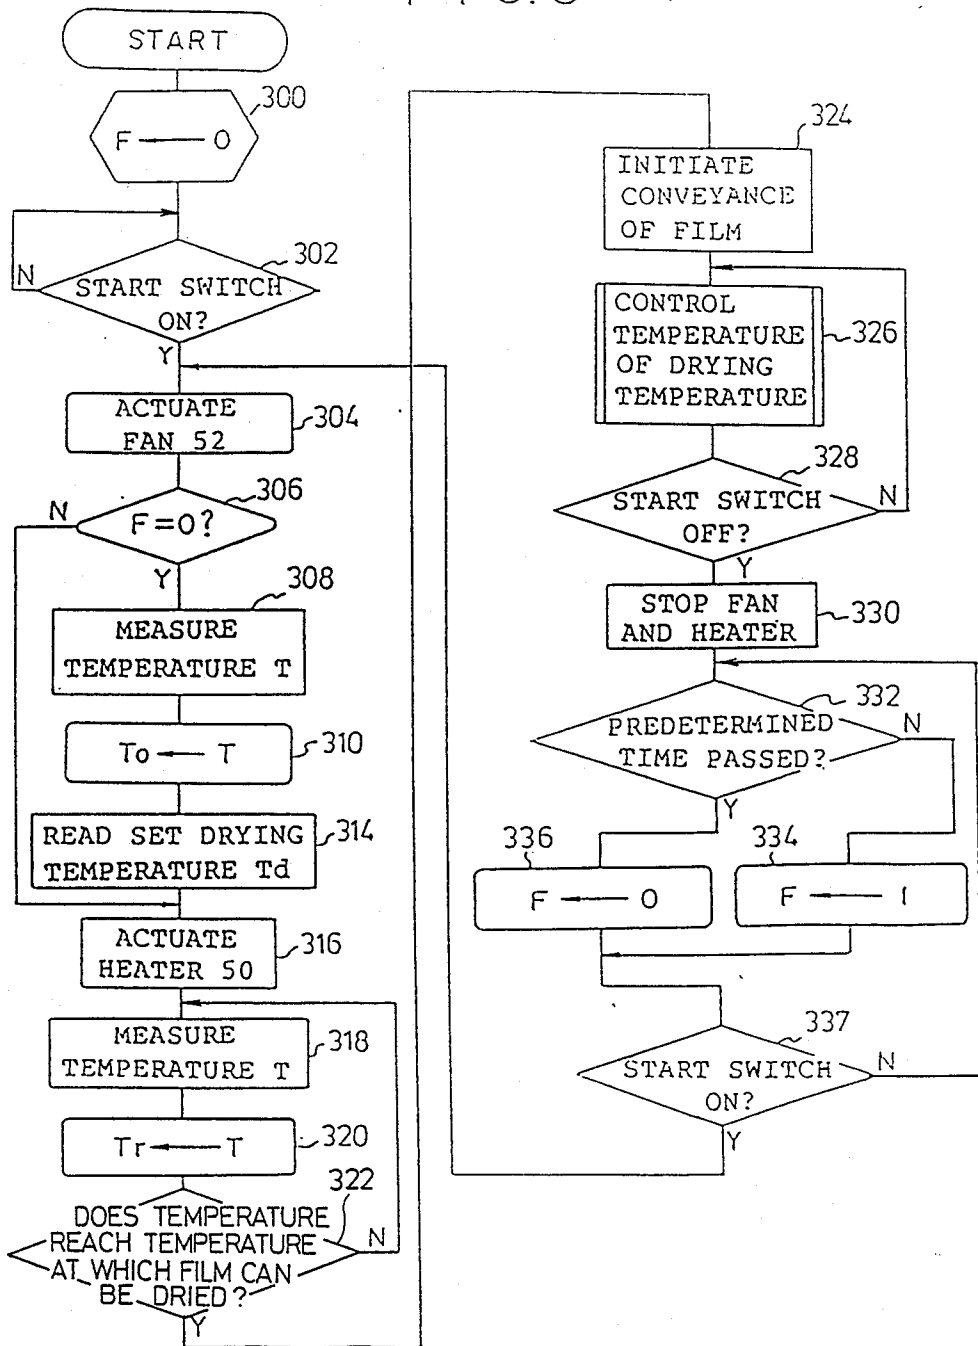 START
300
F ← 0
302
START SWITCH
ON?
N
Y
ACTUATE
FAN 52
304
306
F=0?
N
Y
308
MEASURE
TEMPERATURE T
To ← T
310
READ SET DRYING
TEMPERATURE Td
314
ACTUATE
HEATER 50
316
MEASURE
TEMPERATURE T
318
Tr ← T
320
322
DOES TEMPERATURE
REACH TEMPERATURE
AT WHICH FILM CAN
BE DRIED?
N
Y
324
INITIATE
CONVEYANCE
OF FILM
CONTROL
TEMPERATURE
OF DRYING
TEMPERATURE
326
328
START SWITCH
OFF?
N
Y
STOP FAN
AND HEATER
330
332
PREDETERMINED
TIME PASSED?
N
Y
336
F ← 0
334
F ← 1
337
START SWITCH
ON?
N
Y